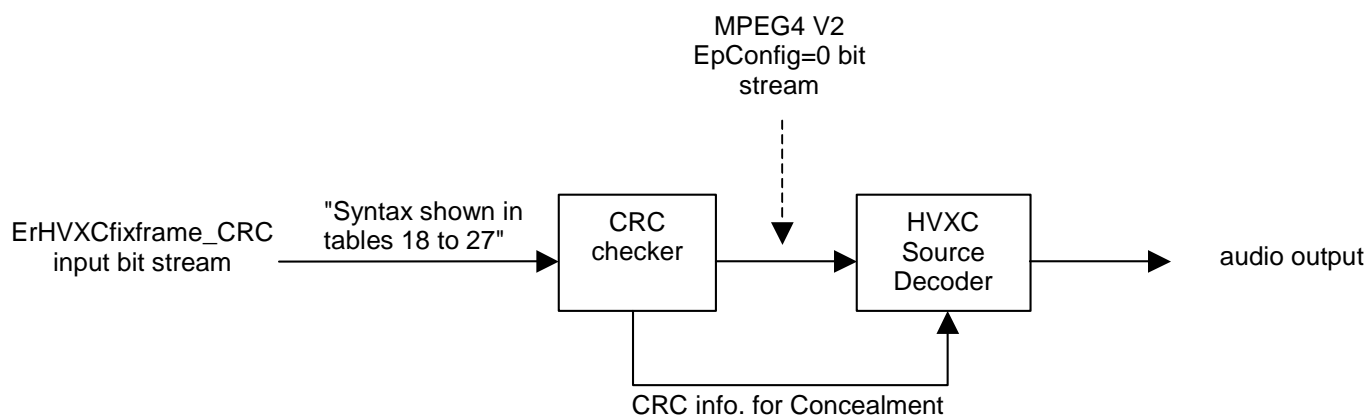 MPEG4 V2
EpConfig=0 bit
stream
ErHVXCfixframe_CRC
input bit stream
"Syntax shown in
tables 18 to 27"
CRC
checker
HVXC
Source
Decoder
audio output
CRC info. for Concealment